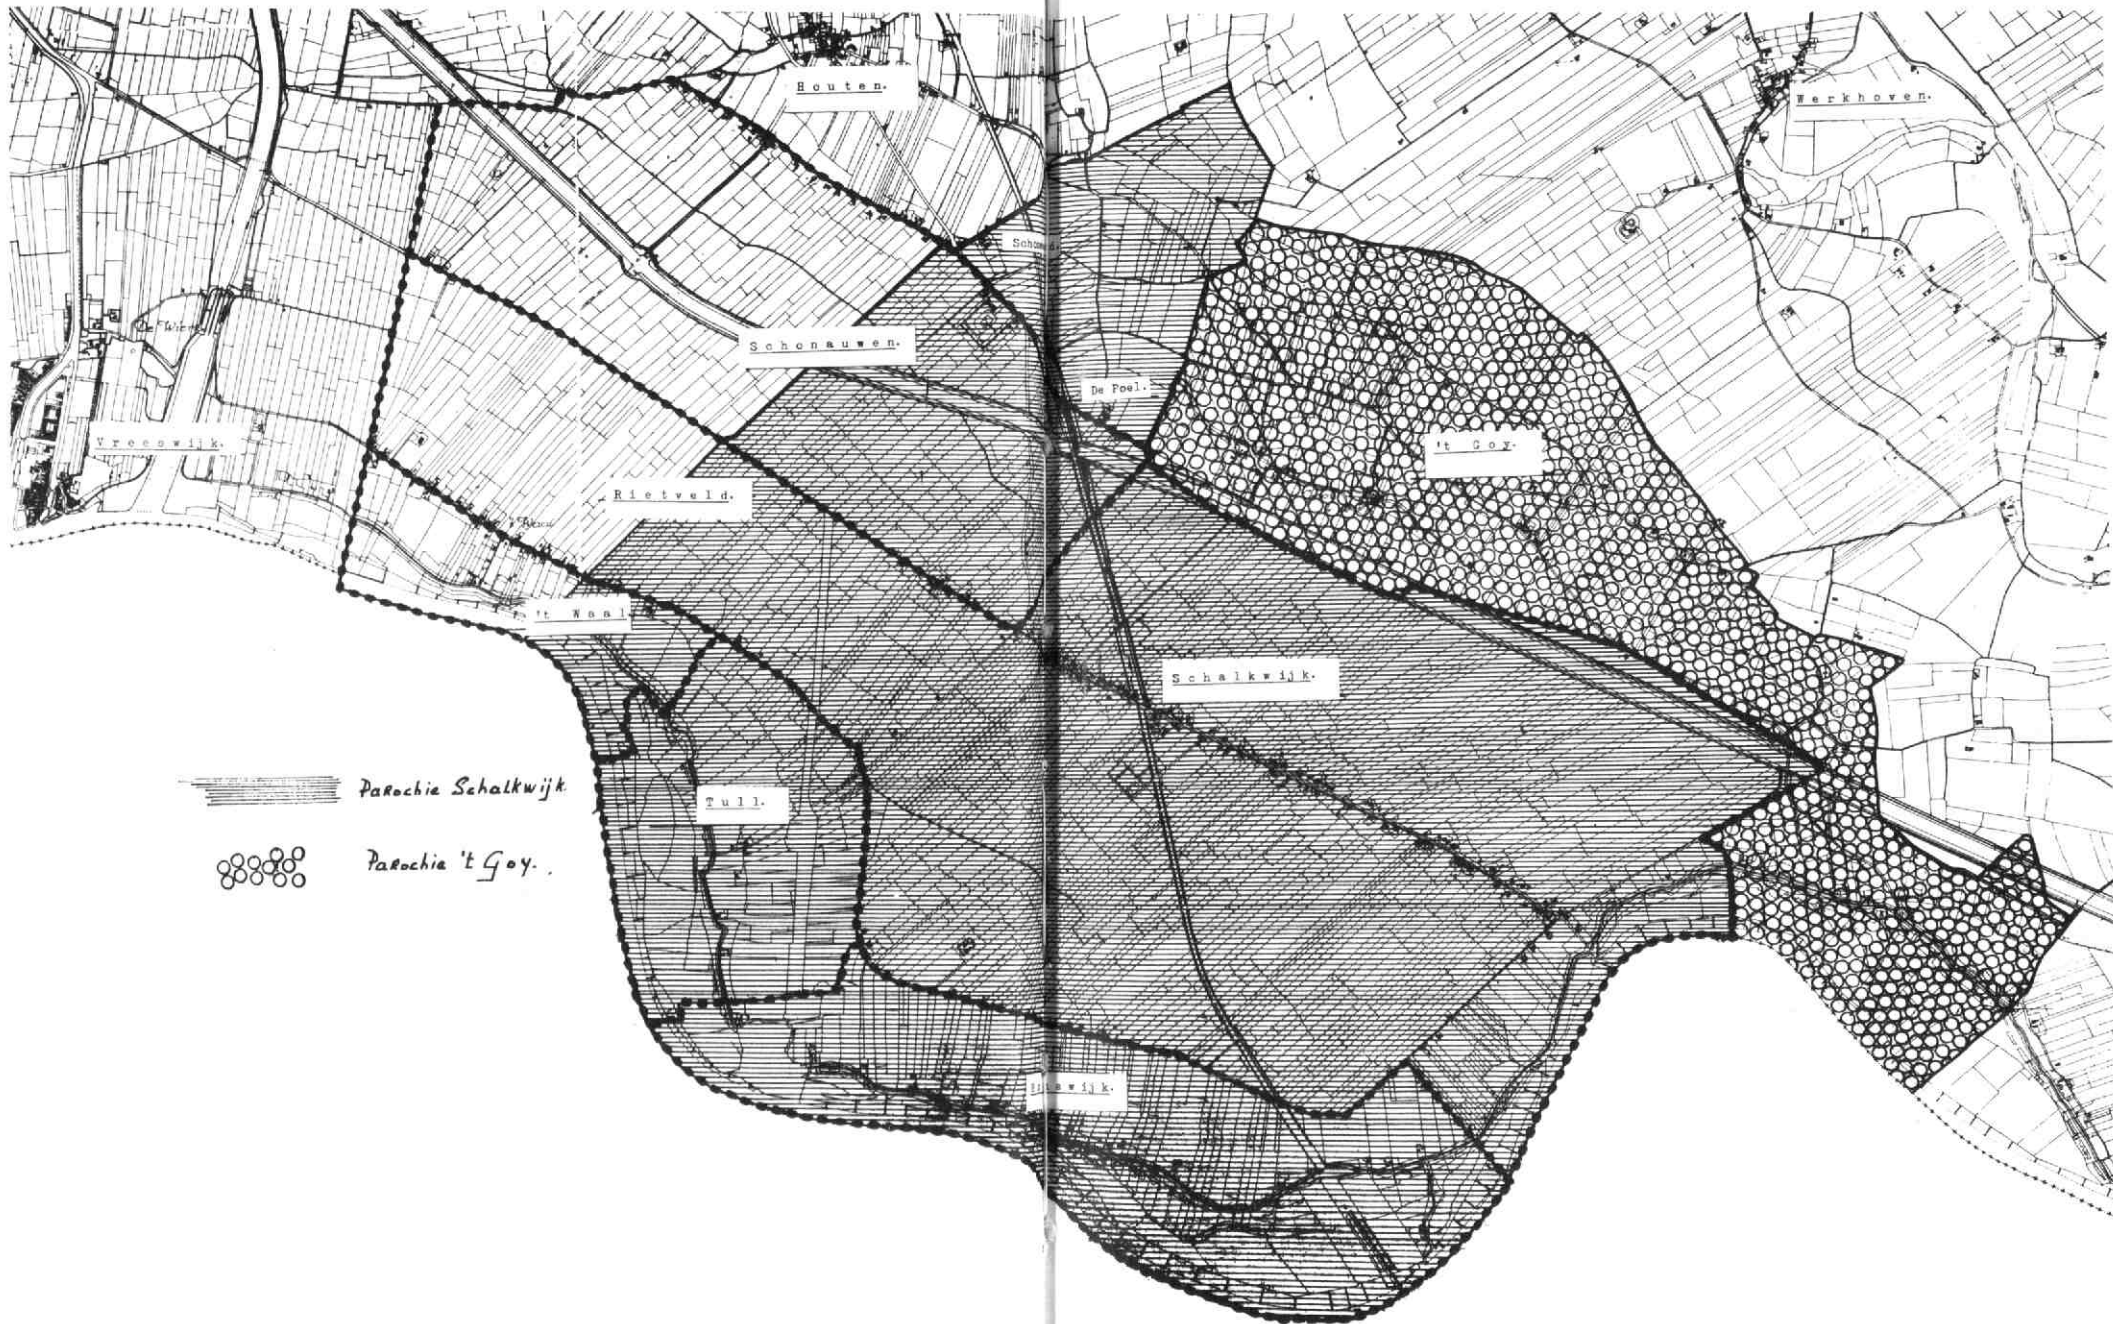 Houten.
Werkhoven.
Schonauwen.
De Poel.
't Goy.
Vreeswijk.
Rietveld.
't Waal.
Schalkwijk.
Tull.
Parochie Schalkwijk
Parochie 't Goy.